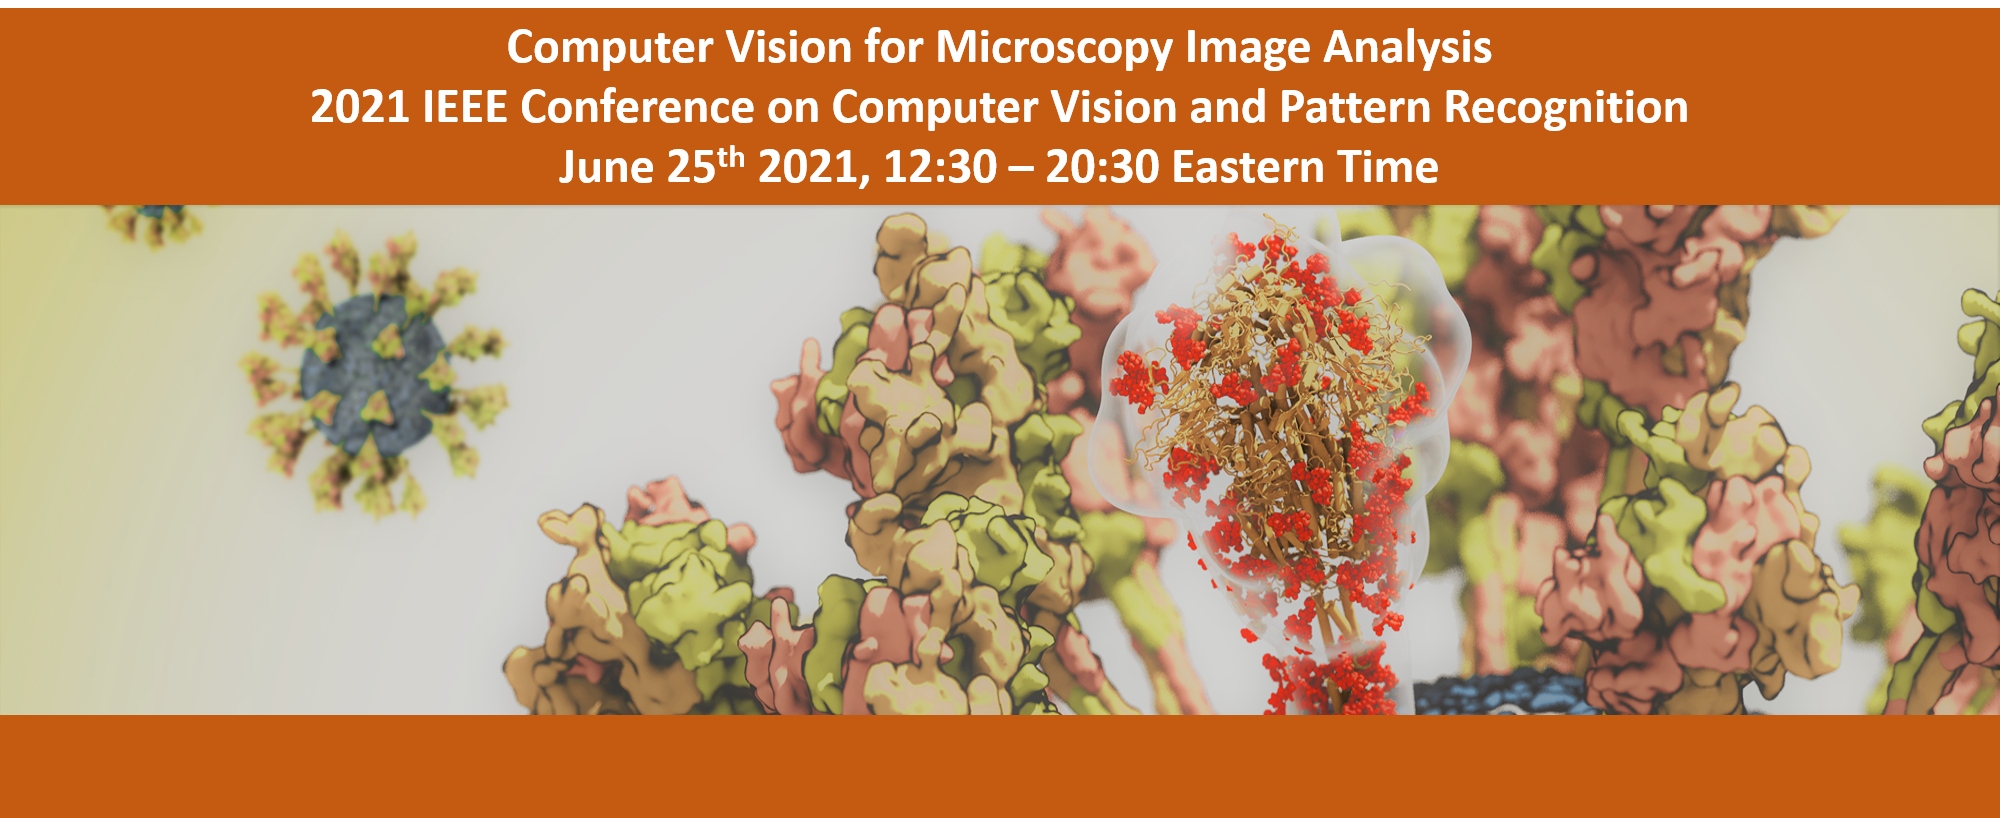 Computer Vision for Microscopy Image Analysis
2021 IEEE Conference on Computer Vision and Pattern Recognition
June 25th 2021, 12:30 – 20:30 Eastern Time